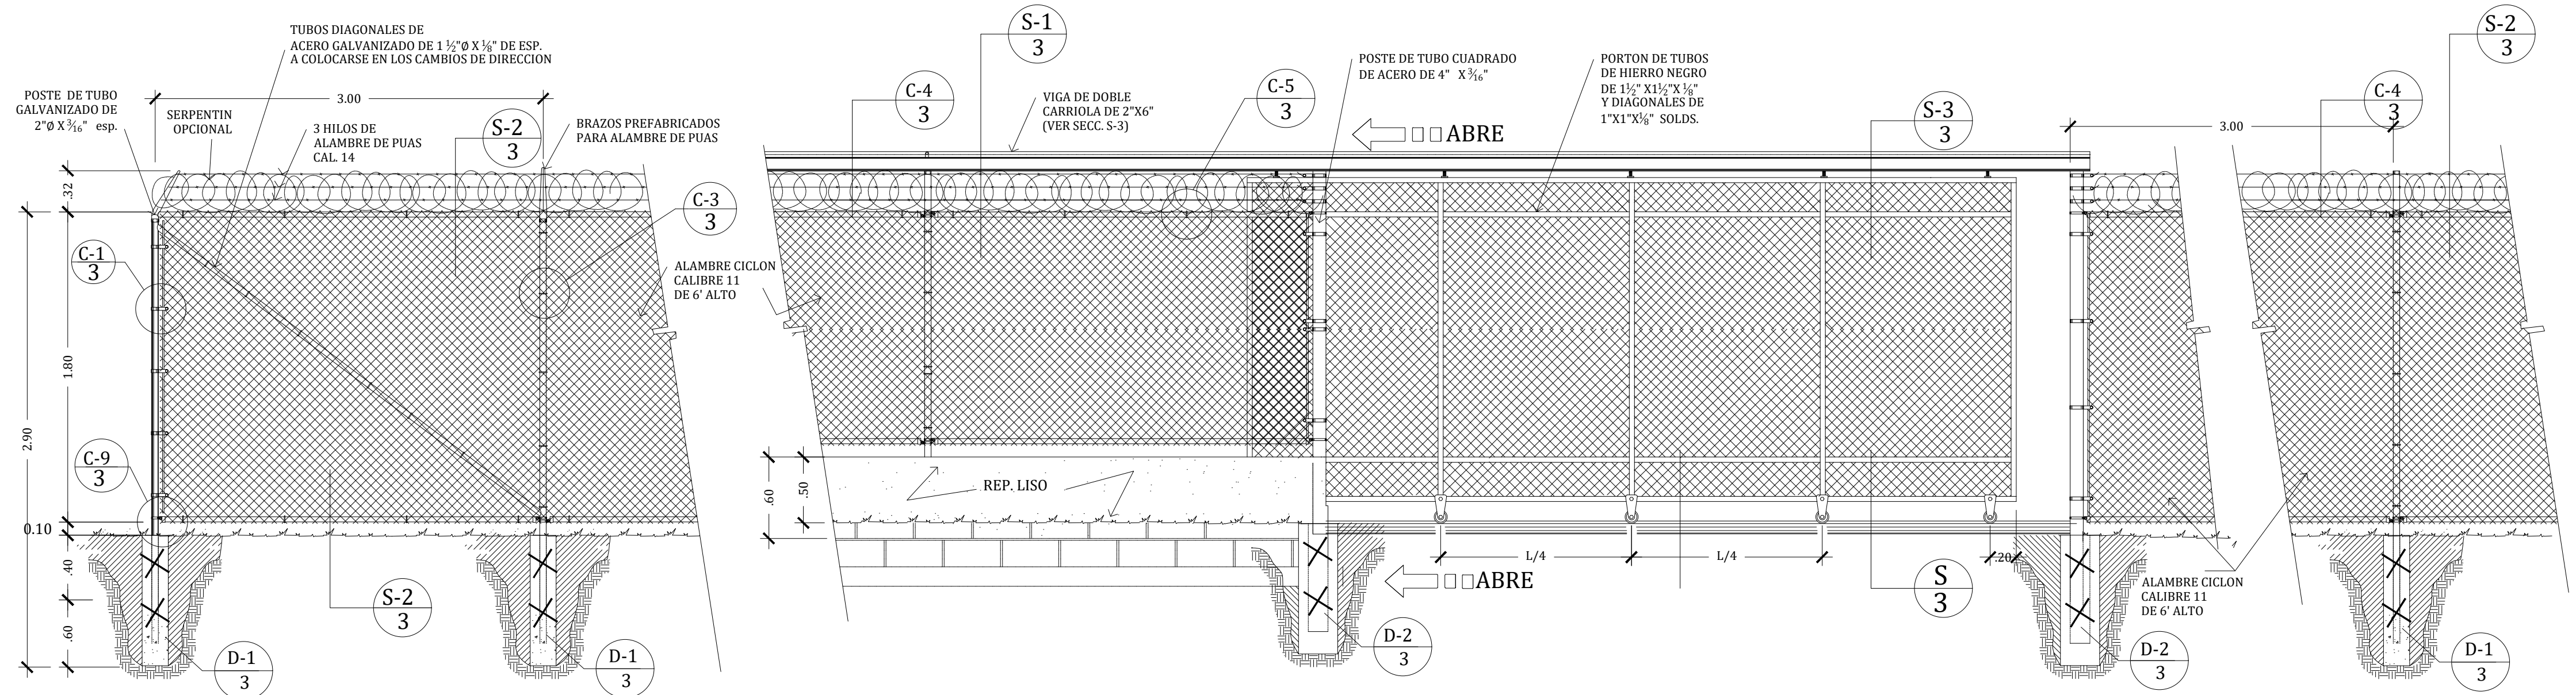 TUBOS DIAGONALES DE
ACERO GALVANIZADO DE 1 ½"Ø X ⅛" DE ESP.
A COLOCARSE EN LOS CAMBIOS DE DIRECCION
POSTE DE TUBO
GALVANIZADO DE
2"Ø X 3⁄16" esp.
3.00
SERPENTIN
OPCIONAL
3 HILOS DE
ALAMBRE DE PUAS
CAL. 14
S-2
3
BRAZOS PREFABRICADOS
PARA ALAMBRE DE PUAS
C-4
3
S-1
3
VIGA DE DOBLE
CARRIOLA DE 2"X6"
(VER SECC. S-3)
C-5
3
POSTE DE TUBO CUADRADO
DE ACERO DE 4" X 3⁄16"
ABRE
PORTON DE TUBOS
DE HIERRO NEGRO
DE 1½" X1½"X ⅛"
Y DIAGONALES DE
1"X1"X⅛" SOLDS.
S-3
3
3.00
C-4
3
S-2
3
.32
C-3
3
C-1
3
ALAMBRE CICLON
CALIBRE 11
DE 6' ALTO
1.80
2.90
C-9
3
0.10
.40
.60
.60
.50
REP. LISO
L/4
L/4
.20
ABRE
S
3
ALAMBRE CICLON
CALIBRE 11
DE 6' ALTO
S-2
3
D-1
3
D-1
3
D-2
3
D-2
3
D-1
3